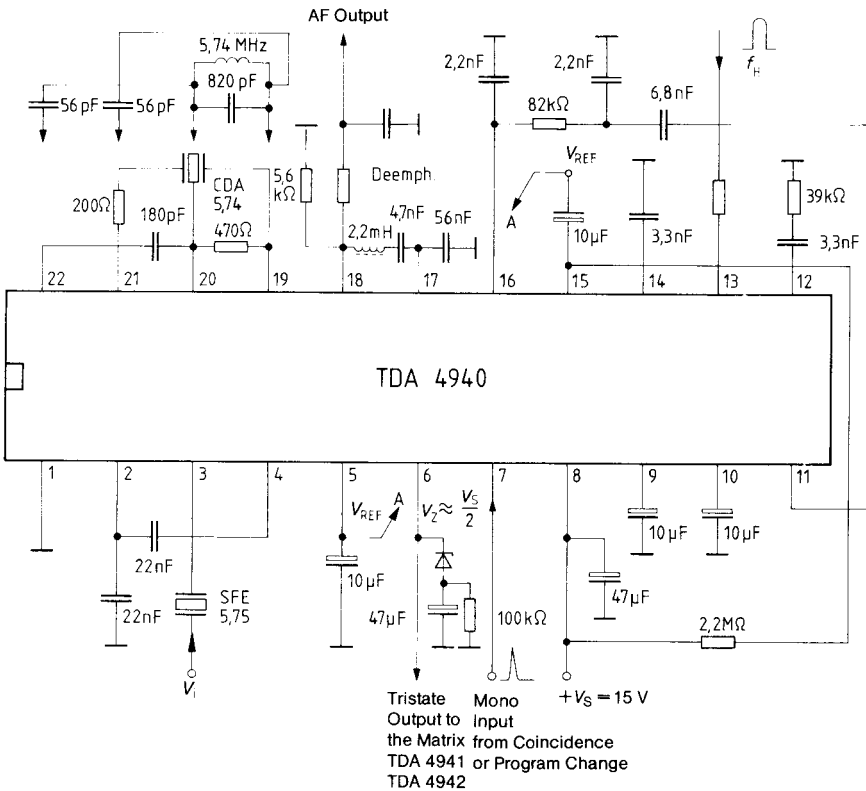 AF Output
5,74 MHz
820 pF
56pF
56pF
2,2nF
2,2nF
f_H
6,8nF
82kΩ
CDA
5,74
5,6
kΩ
Deemph.
V_REF
A
39kΩ
200Ω
180pF
470Ω
2,2mH
4,7nF
56nF
10µF
3,3nF
3,3nF
22 21 20 19 18 17 16 15 14 13 12
TDA 4940
1 2 3 4 5 6 7 8 9 10 11
V_REF
A
V_Z ≈ V_S/2
22nF
10µF
10µF
10µF
22nF
SFE
5,75
47µF
100kΩ
47µF
2,2MΩ
V_i
+V_S = 15 V
Tristate
Output to
the Matrix
TDA 4941
TDA 4942
Mono
Input
from Coincidence
or Program Change